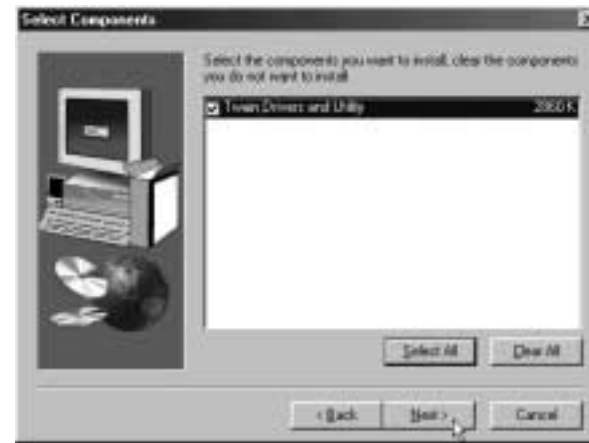 Select Components
Select the components you want to install, clear the components
you do not want to install.
Twain Drivers and Utility 2860 K
Select All
Clear All
< Back
Next >
Cancel